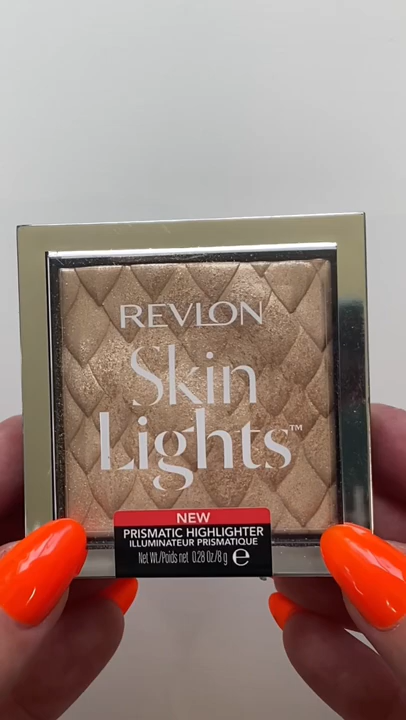 REVLON
Skin
Lights™
NEW
PRISMATIC HIGHLIGHTER
ILLUMINATEUR PRISMATIQUE
Net Wt./Poids net 0.28 Oz/8 g ℮